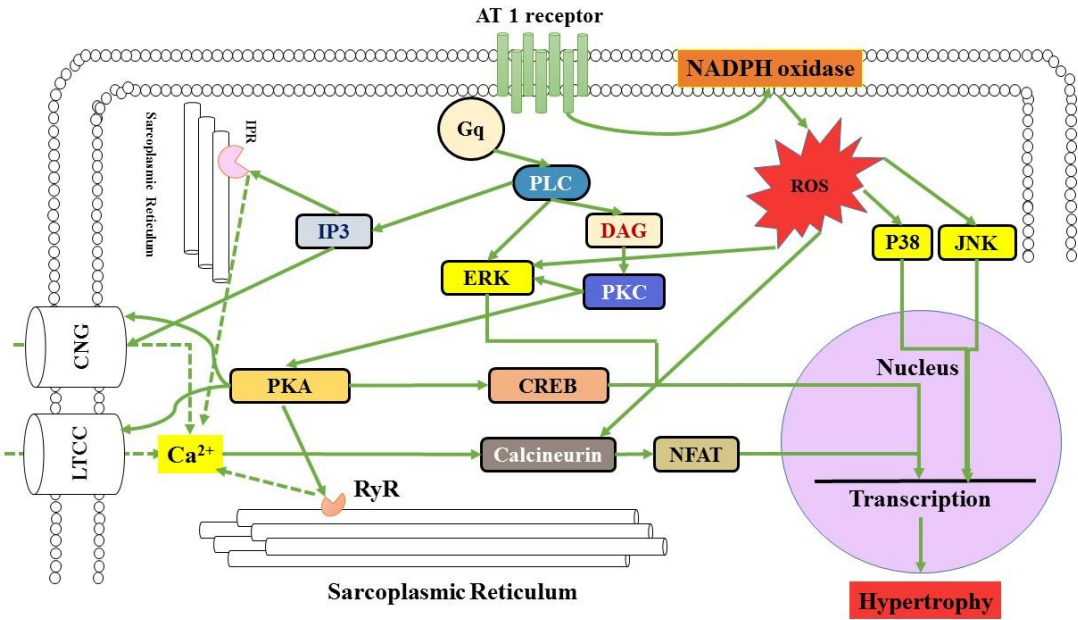 AT 1 receptor
NADPH oxidase
Sarcoplasmic Reticulum
IPR
Gq
PLC
ROS
IP3
DAG
P38
JNK
ERK
PKC
CNG
Nucleus
PKA
CREB
LTCC
Ca²⁺
Calcineurin
NFAT
RyR
Transcription
Sarcoplasmic Reticulum
Hypertrophy